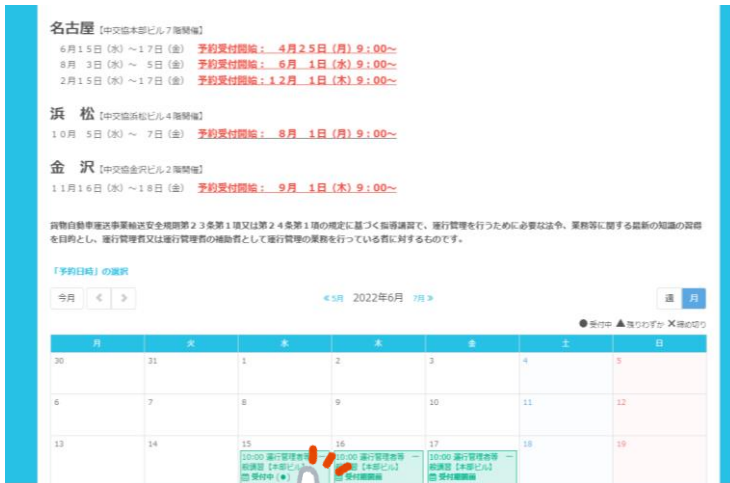 名古屋【中交協本部ビル7階開催】
6月15日(水)~17日(金) 予約受付開始: 4月25日(月)9:00~
8月 3日(水)~ 5日(金) 予約受付開始: 6月 1日(水)9:00~
2月15日(水)~17日(金) 予約受付開始:12月 1日(木)9:00~
浜 松【中交協浜松ビル4階開催】
10月 5日(水)~ 7日(金) 予約受付開始: 8月 1日(月)9:00~
金 沢【中交協金沢ビル2階開催】
11月16日(水)~18日(金) 予約受付開始: 9月 1日(木)9:00~
貨物自動車運送事業輸送安全規則第23条第1項又は第24条第1項の規定に基づく指導講習で、運行管理を行うために必要な法令、業務等に関する最新の知識の習得
を目的とし、運行管理者又は運行管理者の補助者として運行管理の業務を行っている者に対するものです。
「予約日時」の選択
今月 < > «5月 2022年6月 7月» 週 月
●受付中 ▲残りわずか ×締め切り
月 火 水 木 金 土 日
30 31 1 2 3 4 5
6 7 8 9 10 11 12
13 14 15 16 17 18 19
10:00 運行管理者等 一 10:00 運行管理者等 一 10:00 運行管理者等 一
般講習【本部ビル】 習【本部ビル】 般講習【本部ビル】
受付中(●) 受付期間前 受付期間前